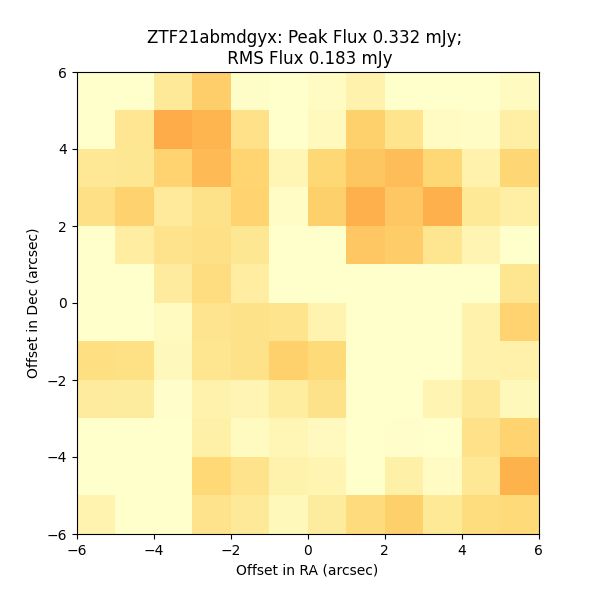 ZTF21abmdgyx: Peak Flux 0.332 mJy;
RMS Flux 0.183 mJy
6
4
2
0
−2
−4
−6
Offset in Dec (arcsec)
−6 −4 −2 0 2 4 6
Offset in RA (arcsec)